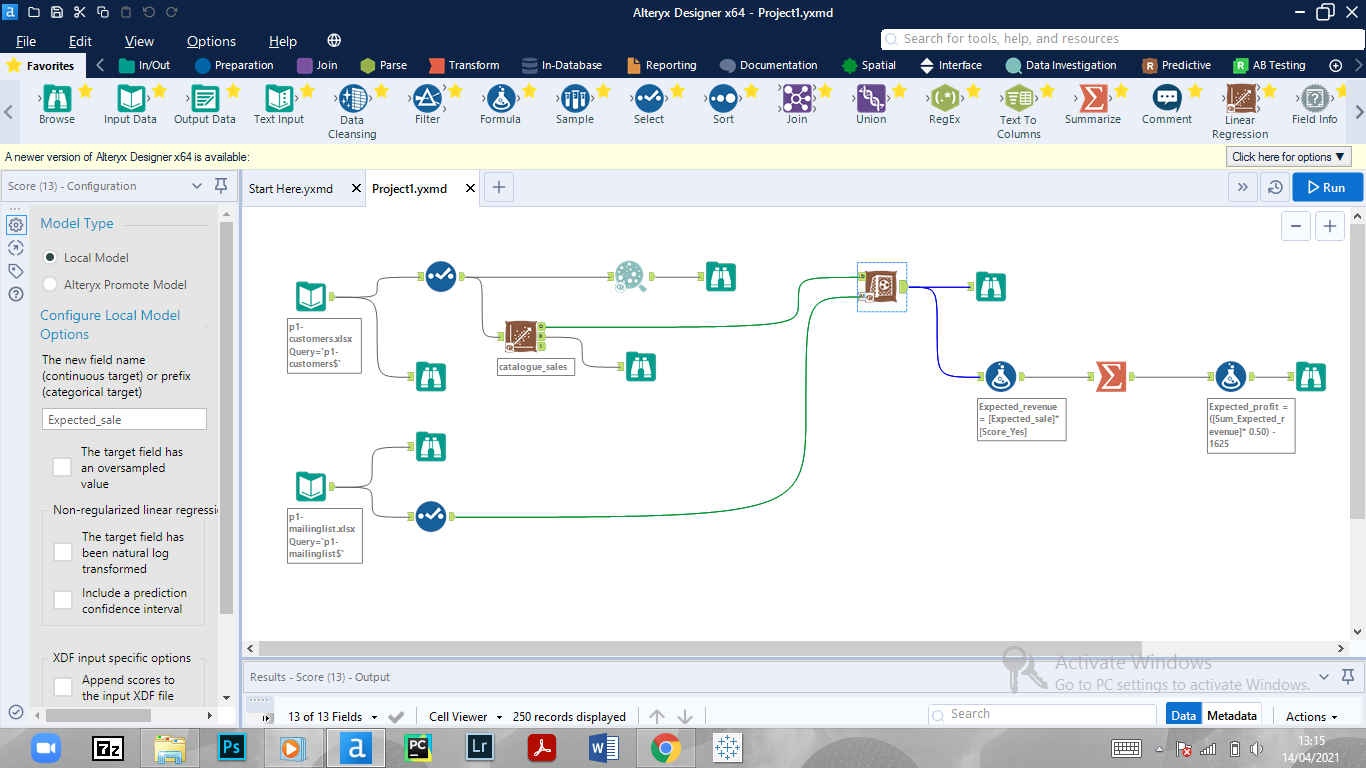 Alteryx Designer x64 - Project1.yxmd
File Edit View Options Help
Search for tools, help, and resources
Favorites In/Out Preparation Join Parse Transform In-Database Reporting Documentation Spatial Interface Data Investigation Predictive AB Testing
Browse Input Data Output Data Text Input Data Cleansing Filter Formula Sample Select Sort Join Union RegEx Text To Columns Summarize Comment Linear Regression Field Info
A newer version of Alteryx Designer x64 is available:
Click here for options ▼
Score (13) - Configuration
Start Here.yxmd
Project1.yxmd
Run
Model Type
Local Model
Alteryx Promote Model
Configure Local Model
Options
The new field name
(continuous target) or prefix
(categorical target)
Expected_sale
The target field has
an oversampled
value
Non-regularized linear regressi
The target field has
been natural log
transformed
Include a prediction
confidence interval
XDF input specific options
Append scores to
the input XDF file
p1-
customers.xlsx
Query=`p1-
customers$`
catalogue_sales
p1-
mailinglist.xlsx
Query=`p1-
mailinglist$`
Expected_revenue
= [Expected_sale]*
[Score_Yes]
Expected_profit =
([Sum_Expected_r
evenue]* 0.50) -
1625
Activate Windows
Go to PC settings to activate Windows.
Results - Score (13) - Output
13 of 13 Fields
Cell Viewer
250 records displayed
Search
Data
Metadata
Actions
7z
Ps
a
PC
Lr
W
13:15
14/04/2021